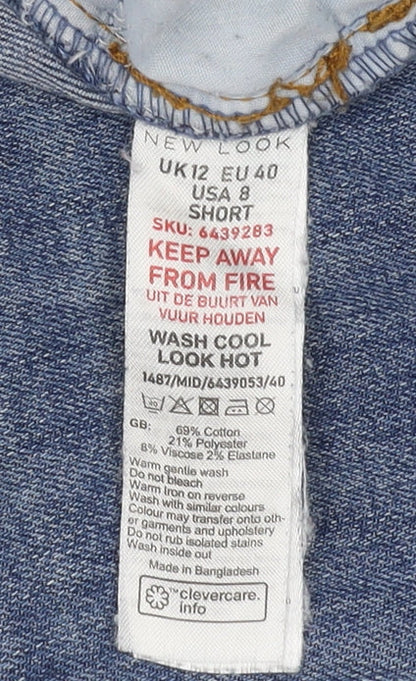 NEW LOOK
UK12 EU 40
USA 8
SHORT
SKU: 6439283
KEEP AWAY
FROM FIRE
UIT DE BUURT VAN
VUUR HOUDEN
WASH COOL
LOOK HOT
1487/MID/6439053/40
GB: 69% Cotton
21% Polyester
8% Viscose 2% Elastane
Warm gentle wash
Do not bleach
Warm Iron on reverse
Wash with similar colours
Colour may transfer onto oth-
er garments and upholstery
Do not rub isolated stains
Wash inside out
Made in Bangladesh
™clevercare.
info